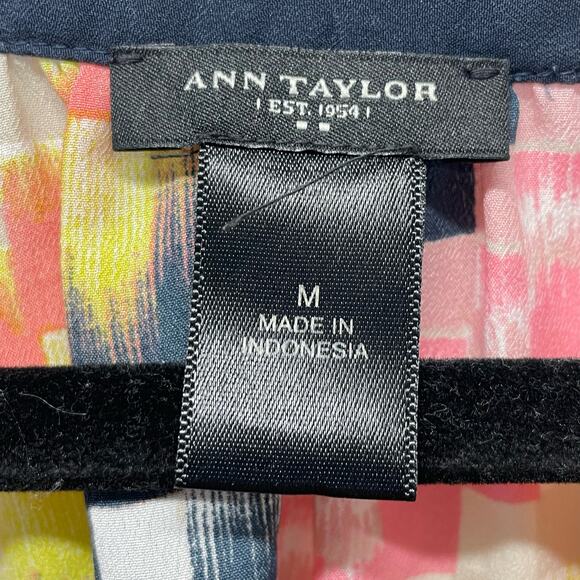 ANN TAYLOR
EST. 1954
M
MADE IN
INDONESIA